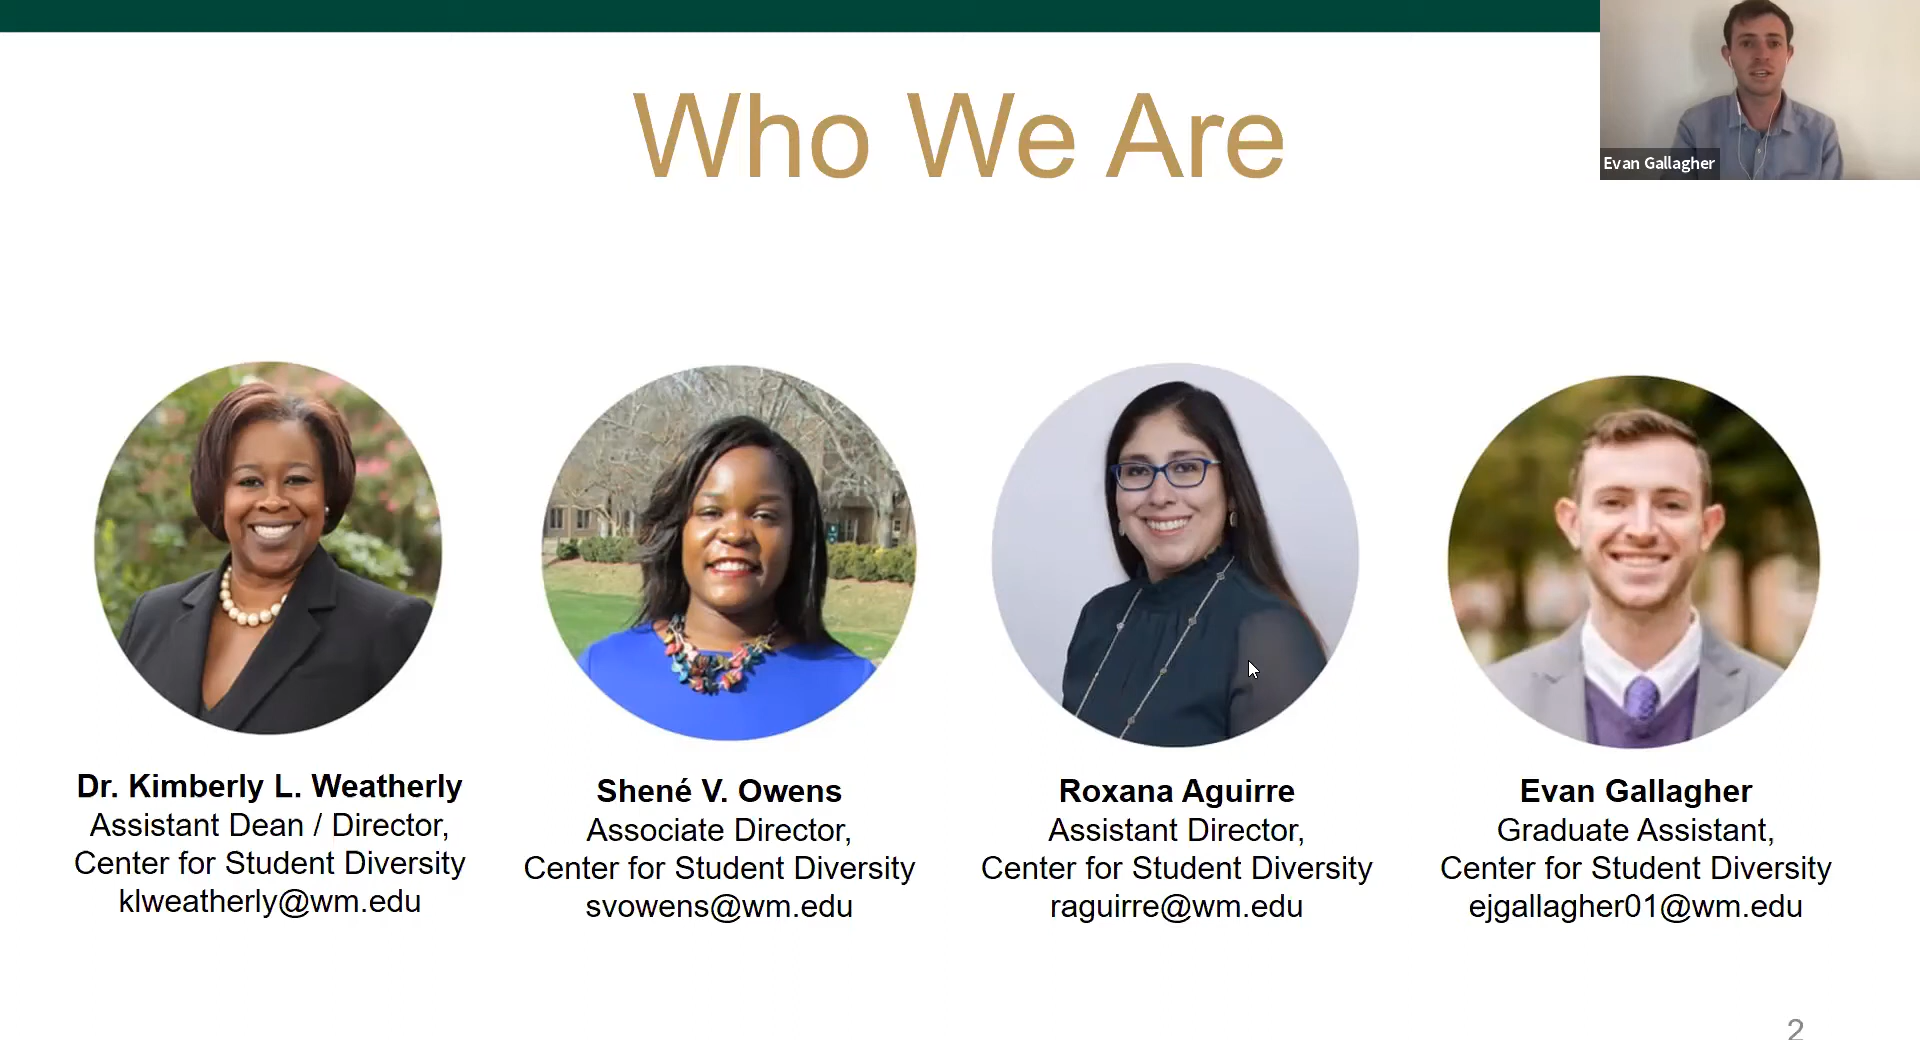 Who We Are
Evan Gallagher
Dr. Kimberly L. Weatherly
Assistant Dean / Director,
Center for Student Diversity
klweatherly@wm.edu
Shené V. Owens
Associate Director,
Center for Student Diversity
svowens@wm.edu
Roxana Aguirre
Assistant Director,
Center for Student Diversity
raguirre@wm.edu
Evan Gallagher
Graduate Assistant,
Center for Student Diversity
ejgallagher01@wm.edu
2